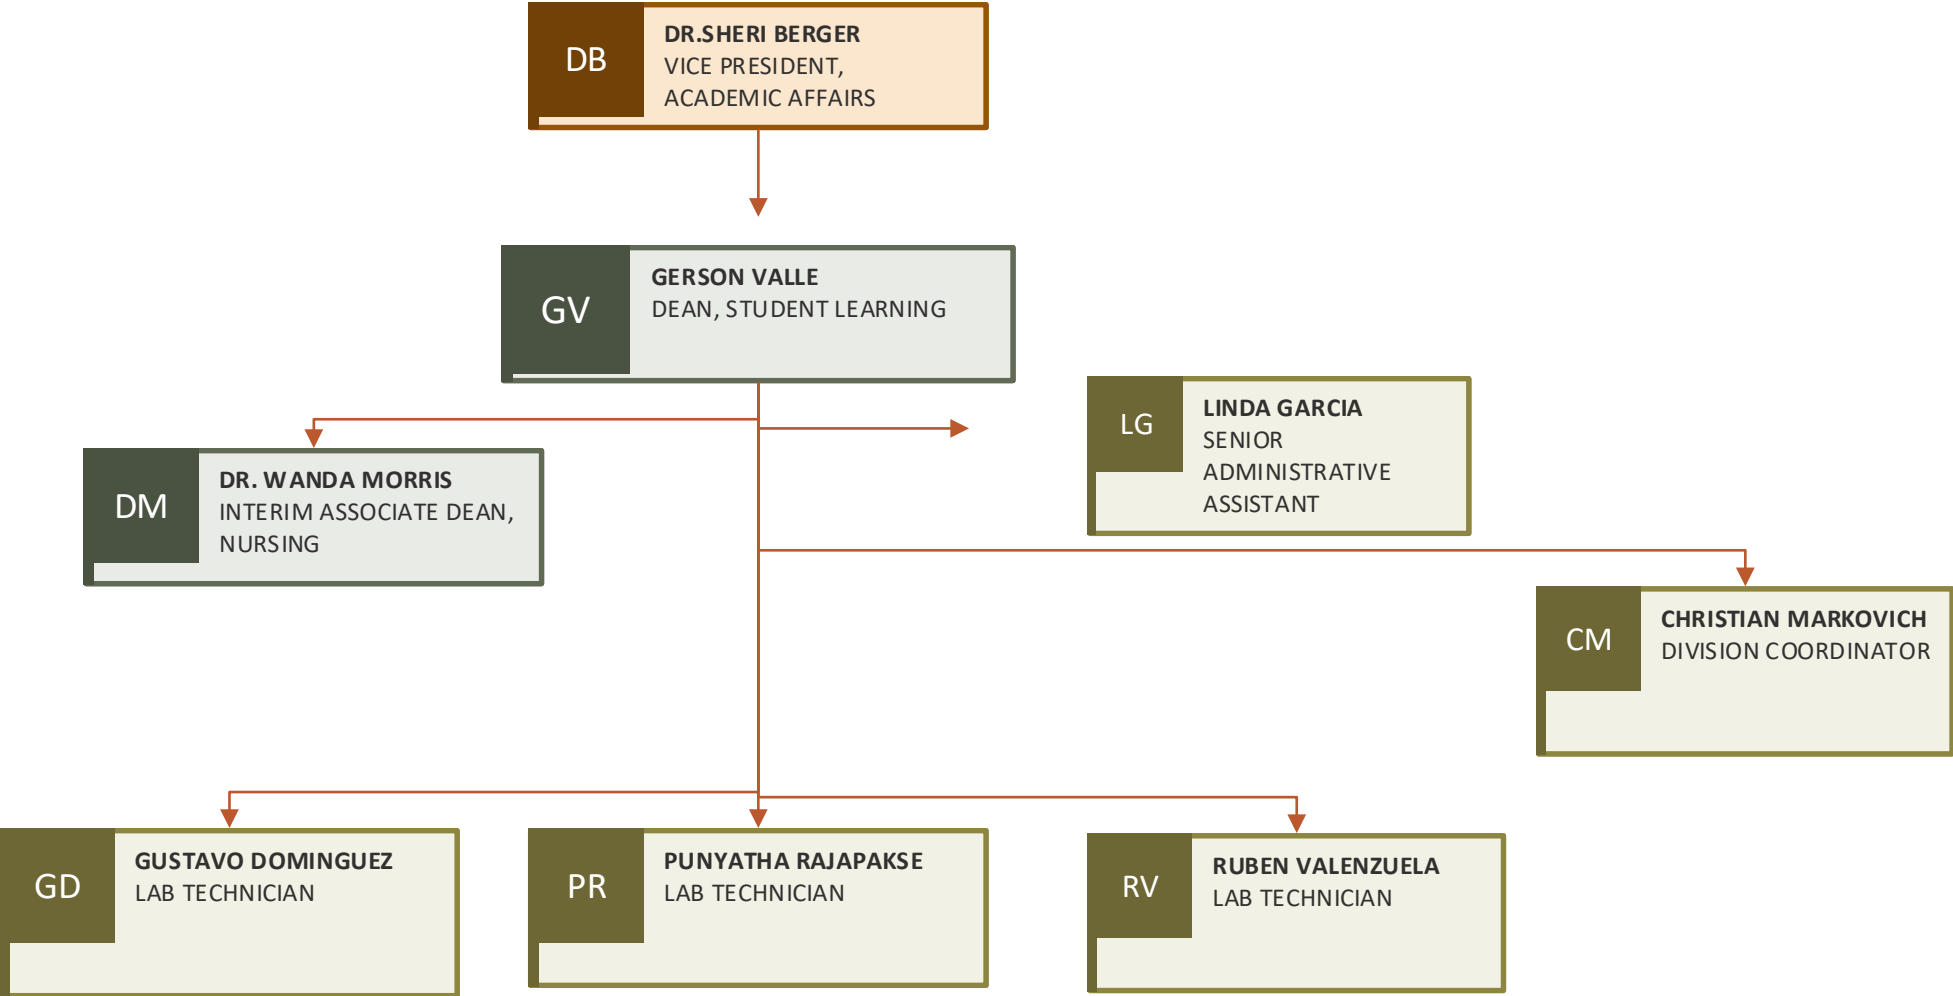 DB
DR.SHERI BERGER
VICE PRESIDENT,
ACADEMIC AFFAIRS
GV
GERSON VALLE
DEAN, STUDENT LEARNING
LG
LINDA GARCIA
SENIOR
ADMINISTRATIVE
ASSISTANT
DM
DR. WANDA MORRIS
INTERIM ASSOCIATE DEAN,
NURSING
CM
CHRISTIAN MARKOVICH
DIVISION COORDINATOR
GD
GUSTAVO DOMINGUEZ
LAB TECHNICIAN
PR
PUNYATHA RAJAPAKSE
LAB TECHNICIAN
RV
RUBEN VALENZUELA
LAB TECHNICIAN